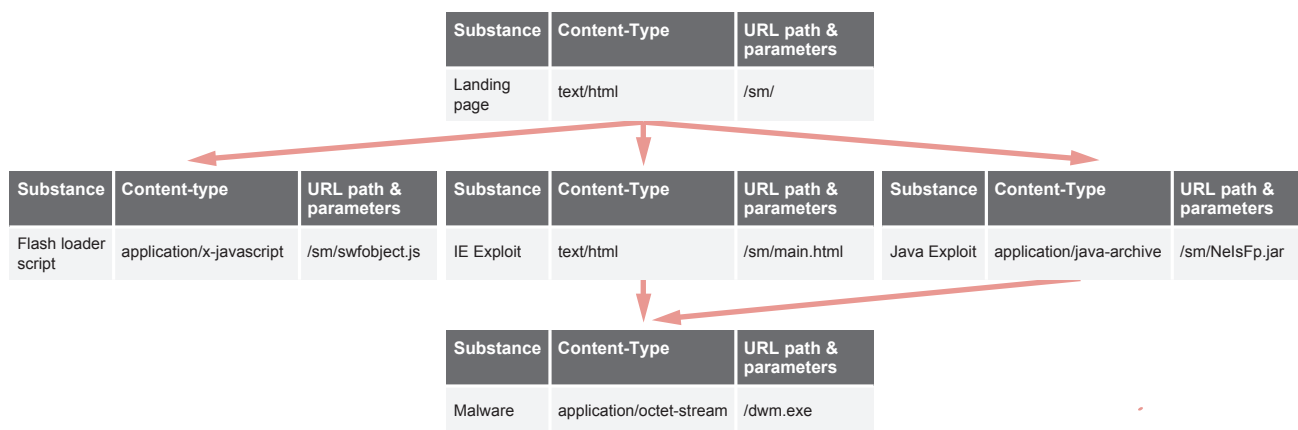 Substance Content-Type URL path & parameters
Landing page text/html /sm/
Substance Content-type URL path & parameters
Flash loader script application/x-javascript /sm/swfobject.js
Substance Content-Type URL path & parameters
IE Exploit text/html /sm/main.html
Substance Content-Type URL path & parameters
Java Exploit application/java-archive /sm/NeIsFp.jar
Substance Content-Type URL path & parameters
Malware application/octet-stream /dwm.exe